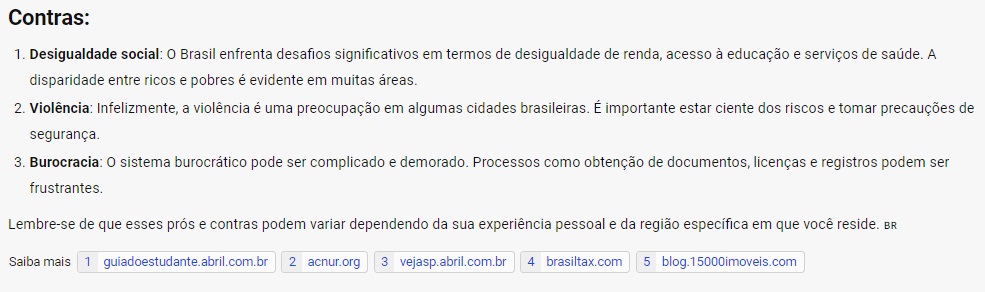 Contras:
1. Desigualdade social: O Brasil enfrenta desafios significativos em termos de desigualdade de renda, acesso à educação e serviços de saúde. A
disparidade entre ricos e pobres é evidente em muitas áreas.
2. Violência: Infelizmente, a violência é uma preocupação em algumas cidades brasileiras. É importante estar ciente dos riscos e tomar precauções de
segurança.
3. Burocracia: O sistema burocrático pode ser complicado e demorado. Processos como obtenção de documentos, licenças e registros podem ser
frustrantes.
Lembre-se de que esses prós e contras podem variar dependendo da sua experiência pessoal e da região específica em que você reside. BR
Saiba mais 1 guiadoestudante.abril.com.br 2 acnur.org 3 vejasp.abril.com.br 4 brasiltax.com 5 blog.15000imoveis.com